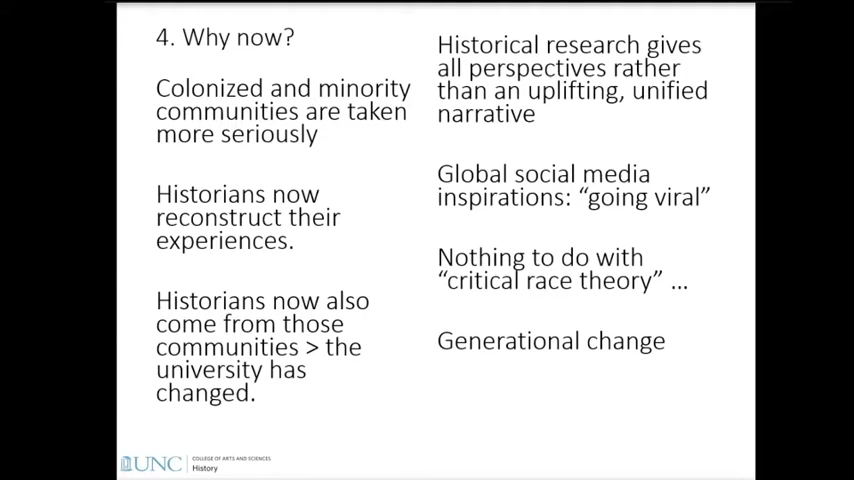 4. Why now?
Colonized and minority
communities are taken
more seriously
Historians now
reconstruct their
experiences.
Historians now also
come from those
communities > the
university has
changed.
Historical research gives
all perspectives rather
than an uplifting, unified
narrative
Global social media
inspirations: “going viral”
Nothing to do with
“critical race theory” ...
Generational change
UNC
COLLEGE OF ARTS AND SCIENCES
History